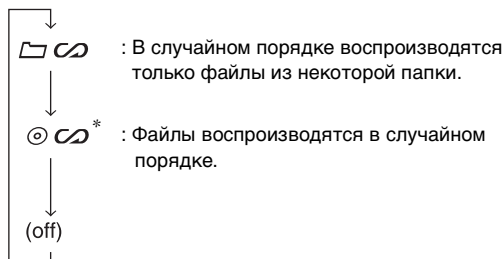 : В случайном порядке воспроизводятся
только файлы из некоторой папки.
* : Файлы воспроизводятся в случайном
порядке.
(off)